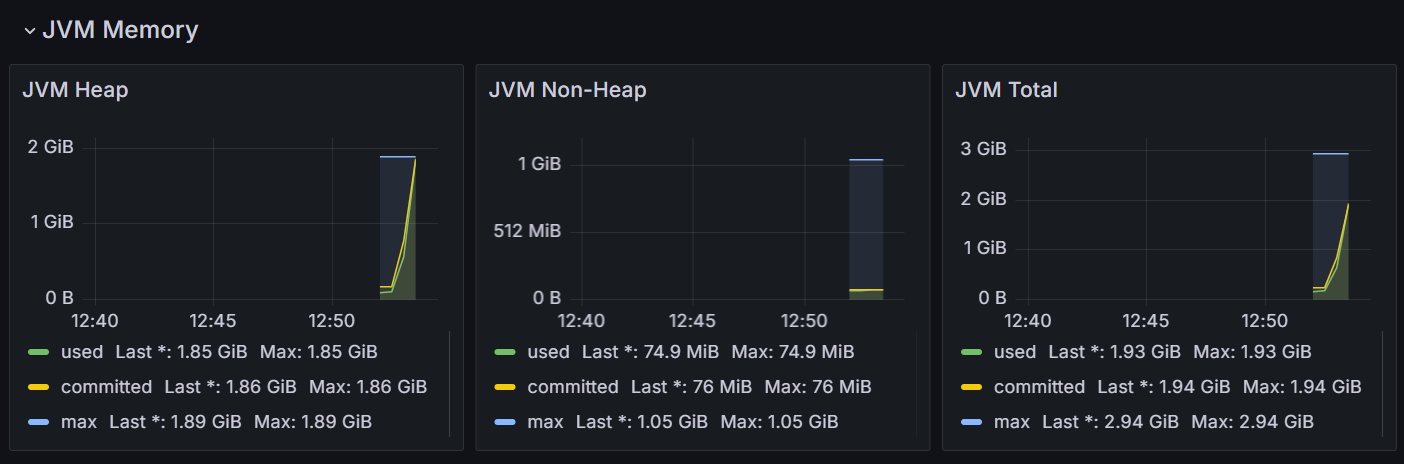 JVM Memory
JVM Heap
2 GiB
1 GiB
0 B
12:40 12:45 12:50
used Last *: 1.85 GiB Max: 1.85 GiB
committed Last *: 1.86 GiB Max: 1.86 GiB
max Last *: 1.89 GiB Max: 1.89 GiB
JVM Non-Heap
1 GiB
512 MiB
0 B
12:40 12:45 12:50
used Last *: 74.9 MiB Max: 74.9 MiB
committed Last *: 76 MiB Max: 76 MiB
max Last *: 1.05 GiB Max: 1.05 GiB
JVM Total
3 GiB
2 GiB
1 GiB
0 B
12:40 12:45 12:50
used Last *: 1.93 GiB Max: 1.93 GiB
committed Last *: 1.94 GiB Max: 1.94 GiB
max Last *: 2.94 GiB Max: 2.94 GiB